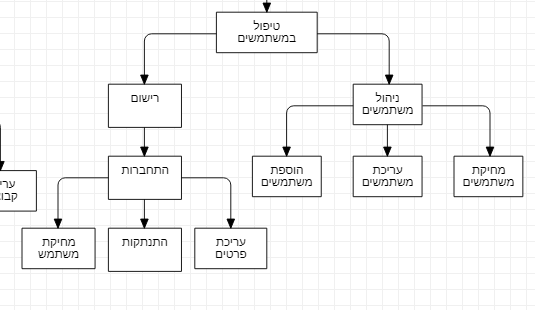 טיפול
במשתמשים
רישום
ניהול
משתמשים
התחברות
הוספת
משתמשים
עריכת
משתמשים
מחיקת
משתמשים
מחיקת
משתמש
התנתקות
עריכת
פרטים